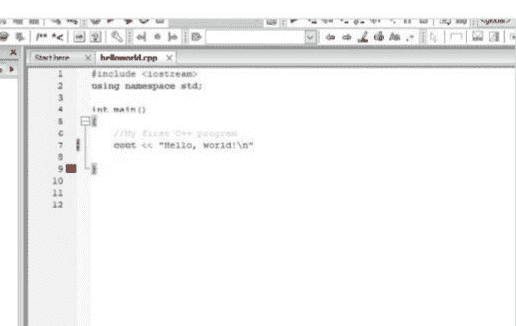 Start here
helloworld.cpp
1 #include <iostream>
2 using namespace std;
3
4 int main()
5 {
6 //My first C++ program
7 cout << "Hello, World!\n"
8
9 }
10
11
12